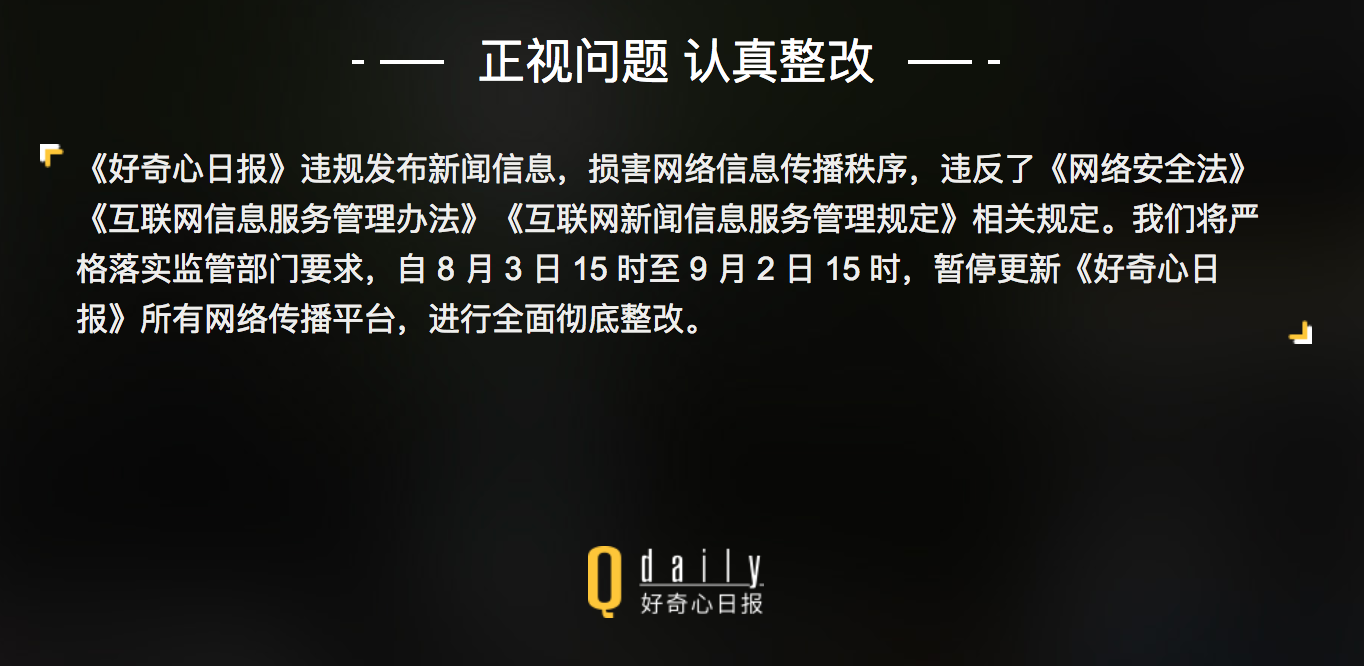 正视问题 认真整改
《好奇心日报》违规发布新闻信息，损害网络信息传播秩序，违反了《网络安全法》
《互联网信息服务管理办法》《互联网新闻信息服务管理规定》相关规定。我们将严
格落实监管部门要求，自 8 月 3 日 15 时至 9 月 2 日 15 时，暂停更新《好奇心日
报》所有网络传播平台，进行全面彻底整改。
Q daily
好奇心日报